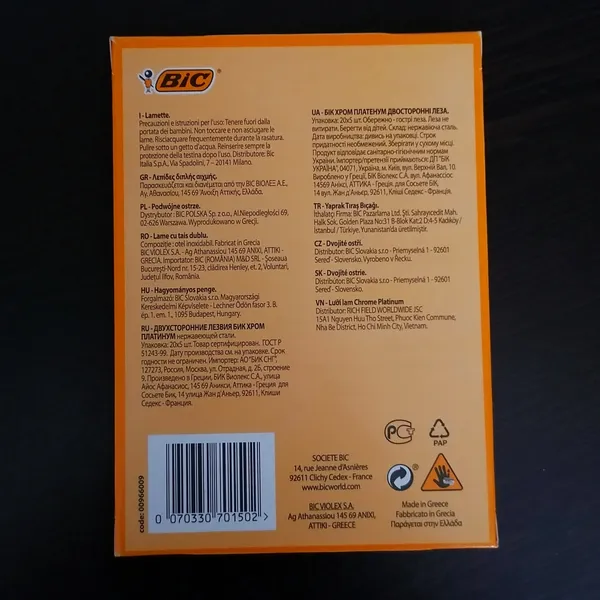 BIC
I - Lamette.
Precauzioni e istruzioni per l'uso: Tenere fuori dalla
portata dei bambini. Non toccare e non asciugare le
lame. Risciacquare frequentemente durante la rasatura.
Pulire sotto un getto d'acqua. Reinserire sempre la
protezione della testina dopo l'uso. Distributore: Bic
Italia S.p.A, Via Spadolini, 7 – 20141 Milano.
GR - Λεπίδες διπλής αιχμής.
Παρασκευάζεται και διανέμεται από την BIC ΒΙΟΛΕΞ Α.Ε.,
Αγ. Αθανασίου, 145 69 Άνοιξη Αττικής, Ελλάδα.
PL - Podwójne ostrze.
Dystrybutor: BIC POLSKA Sp. z o.o., Al.Niepodległości 69,
02-626 Warszawa. Wyprodukowano w Grecji.
RO - Lame cu tais dublu.
Compozitie: otel inoxidabil. Fabricat in Grecia
BIC VIOLEX S.A. - Ag Athanassiou 145 69 ANIXI, ATTIKI -
GRECIA, importator: BIC (ROMANIA) M&D SRL - Șoseaua
București-Nord nr. 15-23, clădirea Henley, et. 2, Voluntari,
Județul Ilfov, România.
HU - Hagyományos penge.
Forgalmazó: BIC Slovakia s.r.o. Magyarországi
Kereskedelmi Képviselete - Lechner Ödön fasor 3. B.
ép. 1. em. 1., 1095 Budapest, Hungary.
RU - ДВУХСТОРОННИЕ ЛЕЗВИЯ БИК ХРОМ
ПЛАТИНУМ нержавеющей стали.
Упаковка: 20x5 шт. Товар сертифицирован. ГОСТ Р
51243-99. Дату производства см. на упаковке. Срок
годности не ограничен. Импортер: АО "БИК СНГ",
127273, Россия, Москва, ул. Отрадная, д. 2Б, строение
9. Произведено в Греции, БИК Виолекс С.А., улица
Айос Афанасиос, 145 69 Аникси, Аттика - Греция для
Сосьете Бик, 14 улица Жан д'Аньер, 92611, Клиши
Седекс - Франция.
UA - БІК ХРОМ ПЛАТЕНУМ ДВОСТОРОННІ ЛЕЗА.
Упаковка: 20x5 шт. Обережно - гострі леза. Леза не
витирати. Берегти від дітей. Склад: нержавіюча сталь.
Дата виробництва: дивись на упаковці. Строк
придатності необмежений. Зберігати у сухому місці.
Продукт відповідає санітарно-гігієнічним нормам
України. Імпортер/претензії приймаються: ДП "БІК
УКРАЇНА", 04071, Україна, м. Київ, вул. Верхній Вал, 10.
Вироблено у Греції, БІК Віолекс С.А. вул. Афанассіос
14569 Аніксі, АТТІКА - Греція, для Сосьете БІК,
14, вул. Жан Д'Аньер, 92611, Кліші Седекс - Франція.
TR - Yaprak Tıraş Bıçağı.
İthalatçı Firma: BIC Pazarlama Ltd. Şti. Sahrayıcedit Mah.
Halk Sok. Golden Plaza No:31 B-Blok Kat:2 D:4-5 Kadıköy /
İstanbul / Türkiye. Yunanistanda üretilmiştir.
CZ - Dvojité ostří.
Distributor: BIC Slovakia s.r.o - Priemyselná 1 - 92601
Sered' - Slovensko. Vyrobeno v Řecku.
SK - Dvojité ostrie.
Distributor: BIC Slovakia s.r.o - Priemyselná 1 - 92601
Sered' - Slovensko.
VN – Lưỡi lam Chrome Platinum
Distributor: RICH FIELD WORLDWIDE JSC
15A1 Nguyen Huu Tho Street, Phuoc Kien Commune,
Nha Be District, Ho Chi Minh City, Vietnam.
PAP
code: 00966009
0 070330 701502 >
SOCIETE BIC
14, rue Jeanne d'Asnières
92611 Clichy Cedex - France
www.bicworld.com
BIC VIOLEX S.A.
Ag Athanassiou 145 69 ANIXI,
ATTIKI - GREECE
Made in Greece
Fabbricato in Grecia
Παράγεται στην Ελλάδα